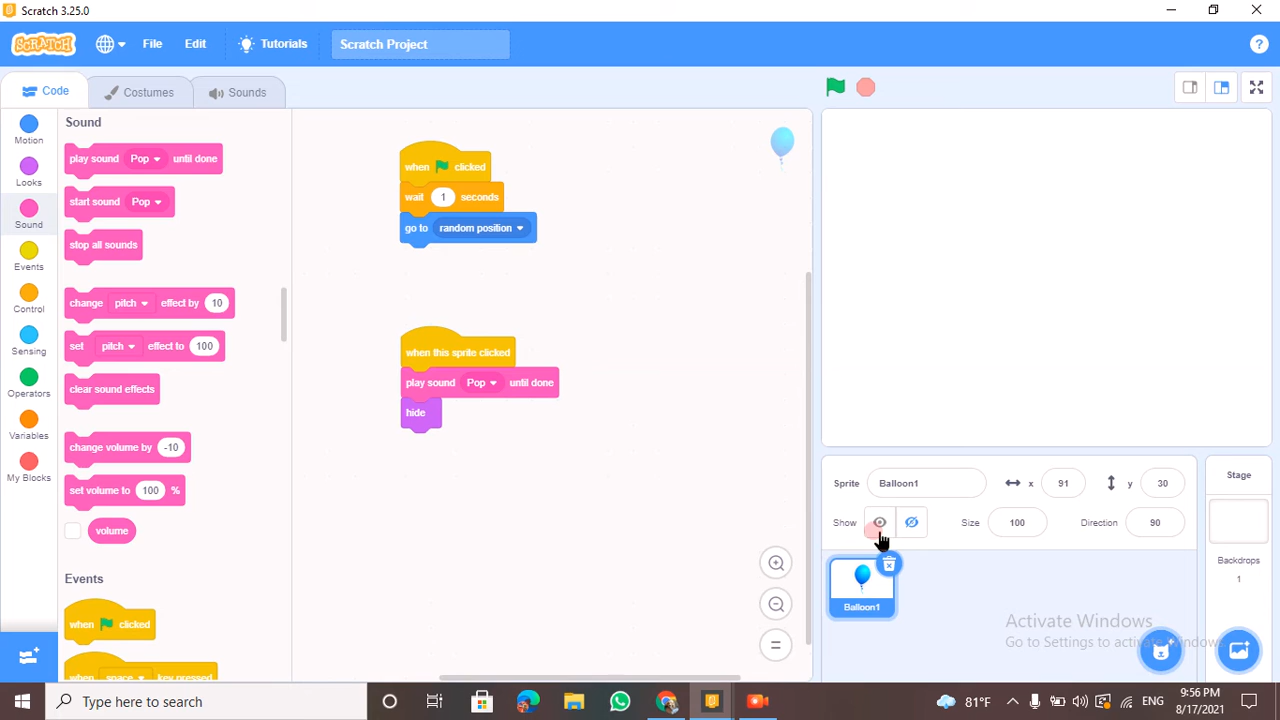 Scratch 3.25.0
SCRATCH
File Edit Tutorials Scratch Project ?
Code Costumes Sounds
Motion
Looks
Sound
Events
Control
Sensing
Operators
Variables
My Blocks
Sound
play sound Pop until done
start sound Pop
stop all sounds
change pitch effect by 10
set pitch effect to 100
clear sound effects
change volume by -10
set volume to 100 %
volume
Events
when clicked
when space key pressed
when clicked
wait 1 seconds
go to random position
when this sprite clicked
play sound Pop until done
hide
Sprite Balloon1 x 91 y 30
Show Size 100 Direction 90
Balloon1
Stage
Backdrops
1
Activate Windows
Go to Settings to activate Windows.
Type here to search
81°F ENG
9:56 PM
8/17/2021